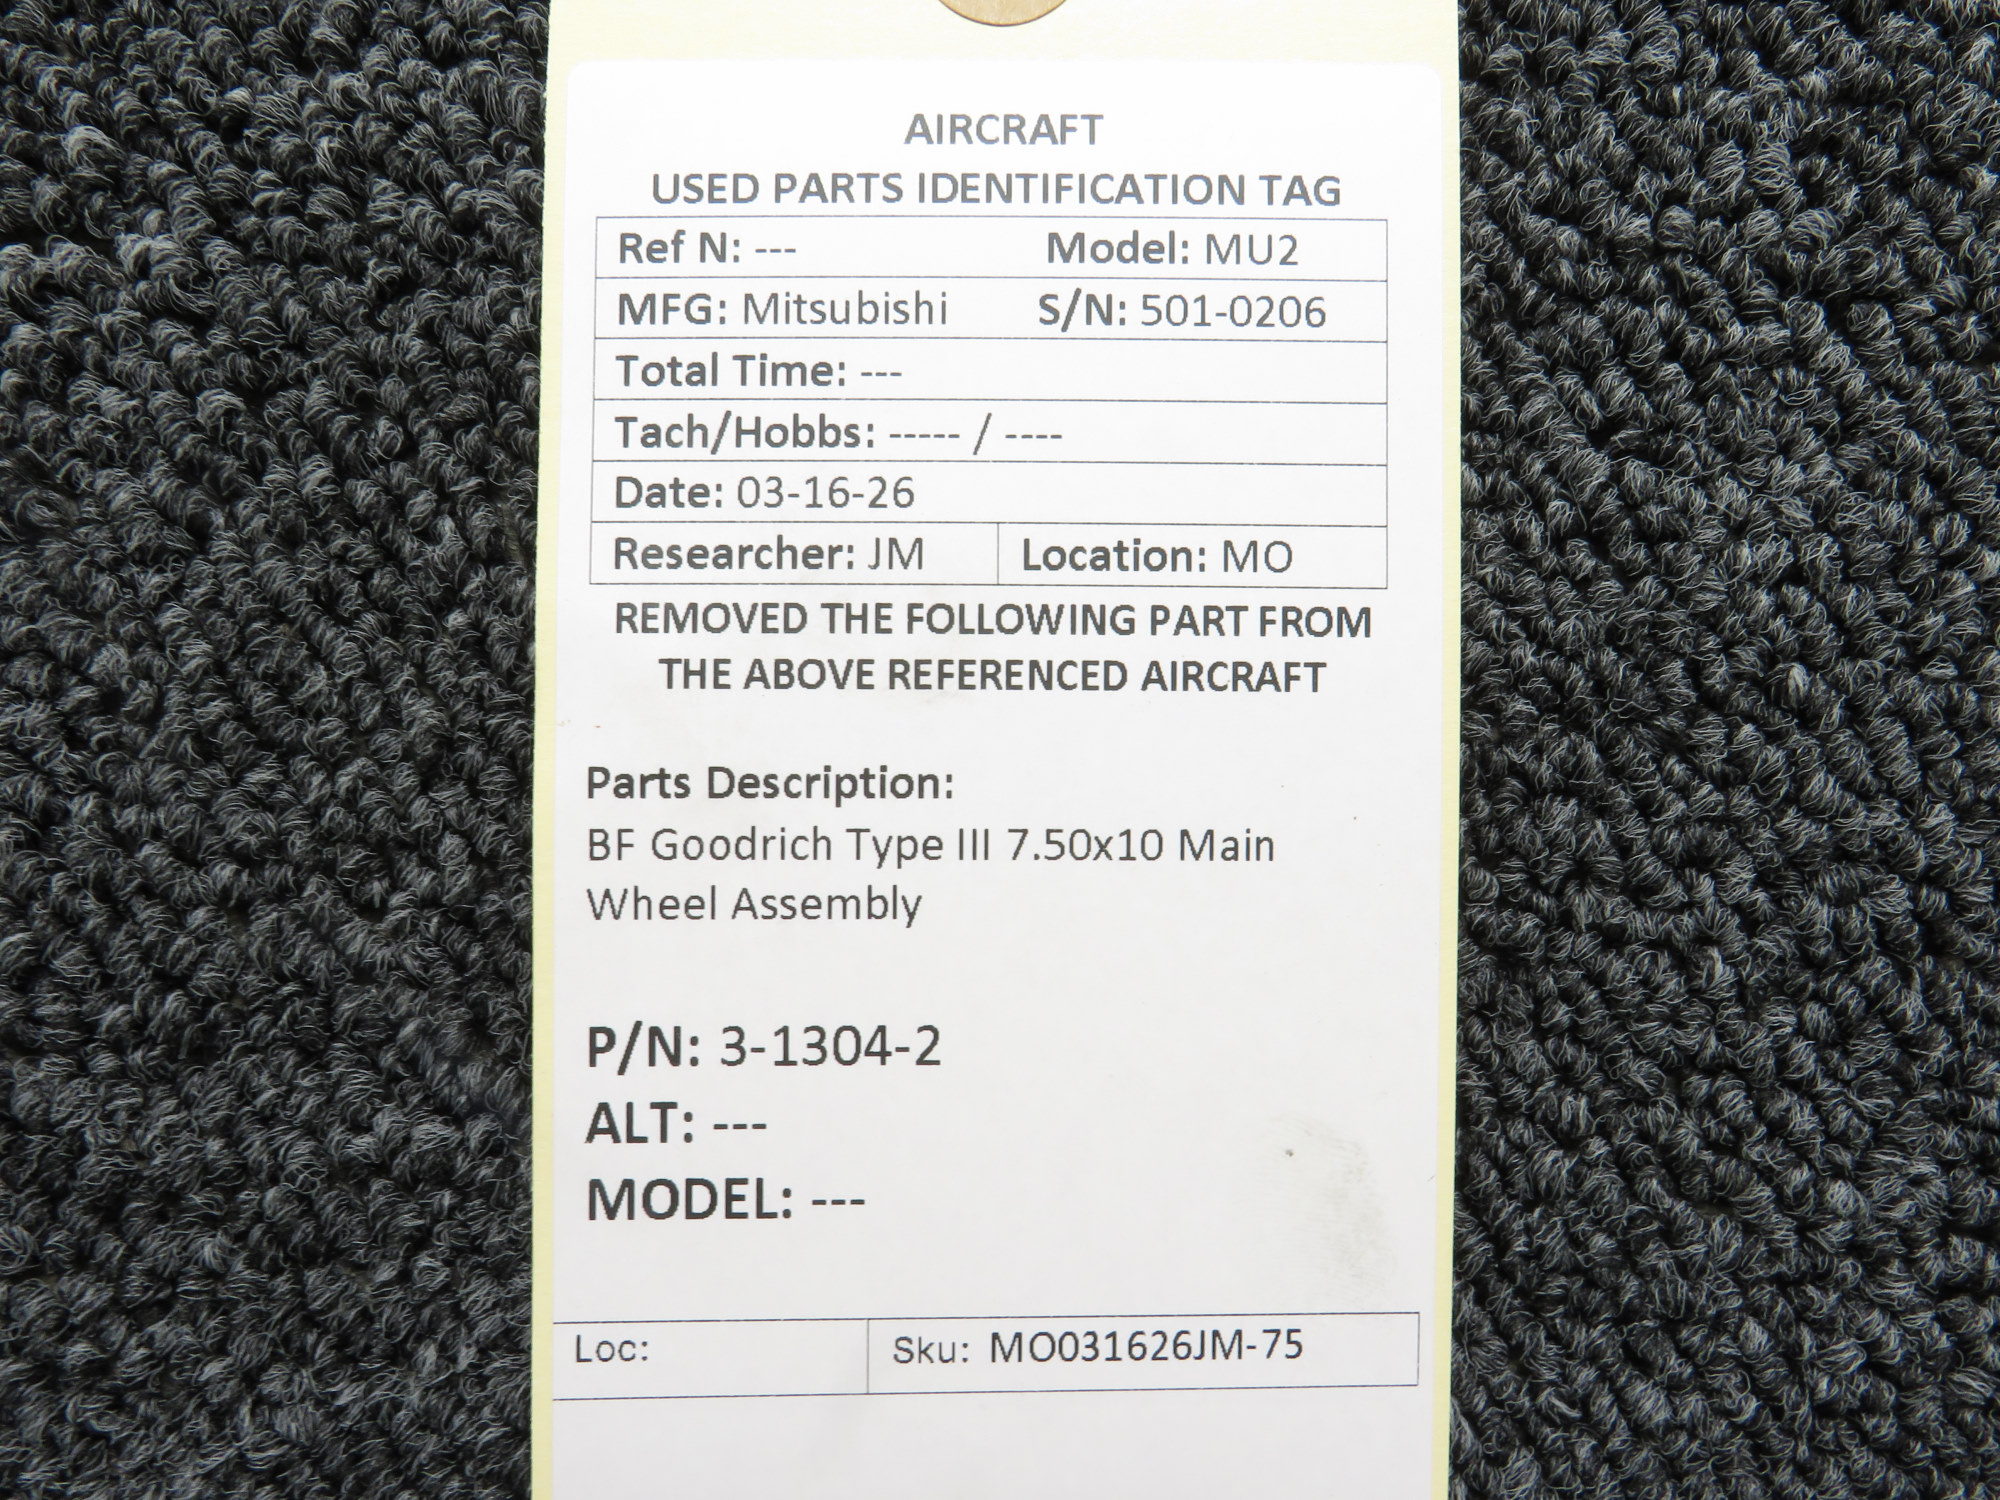 AIRCRAFT
USED PARTS IDENTIFICATION TAG
Ref N: --- Model: MU2
MFG: Mitsubishi S/N: 501-0206
Total Time: ---
Tach/Hobbs: ----- / ----
Date: 03-16-26
Researcher: JM Location: MO
REMOVED THE FOLLOWING PART FROM
THE ABOVE REFERENCED AIRCRAFT
Parts Description:
BF Goodrich Type III 7.50x10 Main
Wheel Assembly
P/N: 3-1304-2
ALT: ---
MODEL: ---
Loc: Sku: MO031626JM-75